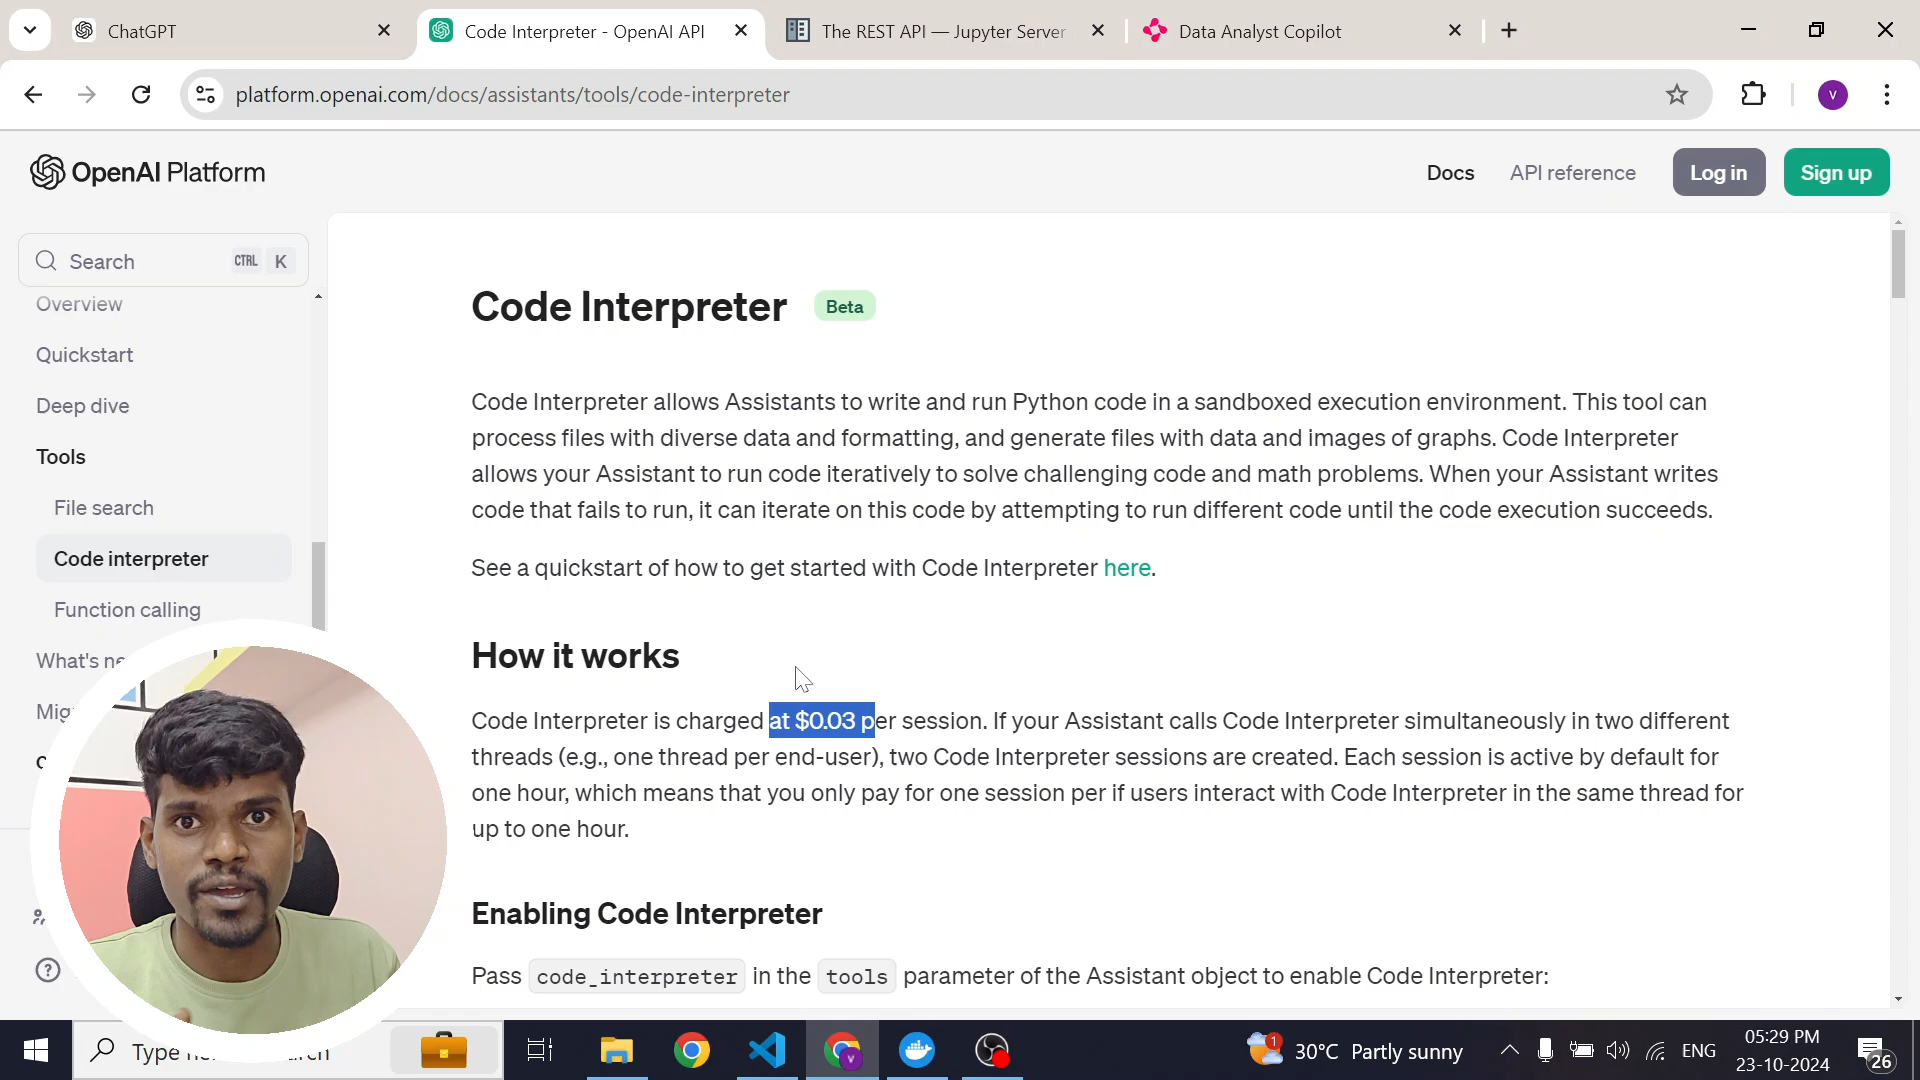 ChatGPT
Code Interpreter - OpenAI API
The REST API — Jupyter Server
Data Analyst Copilot
platform.openai.com/docs/assistants/tools/code-interpreter
V
OpenAI Platform
Docs
API reference
Log in
Sign up
Search
CTRL K
Overview
Quickstart
Deep dive
Tools
File search
Code interpreter
Function calling
What's ne
Mig
Code Interpreter
Beta
Code Interpreter allows Assistants to write and run Python code in a sandboxed execution environment. This tool can
process files with diverse data and formatting, and generate files with data and images of graphs. Code Interpreter
allows your Assistant to run code iteratively to solve challenging code and math problems. When your Assistant writes
code that fails to run, it can iterate on this code by attempting to run different code until the code execution succeeds.
See a quickstart of how to get started with Code Interpreter here.
How it works
Code Interpreter is charged at $0.03 per session. If your Assistant calls Code Interpreter simultaneously in two different
threads (e.g., one thread per end-user), two Code Interpreter sessions are created. Each session is active by default for
one hour, which means that you only pay for one session per if users interact with Code Interpreter in the same thread for
up to one hour.
Enabling Code Interpreter
Pass code_interpreter in the tools parameter of the Assistant object to enable Code Interpreter:
Type
1
30°C Partly sunny
ENG
05:29 PM
23-10-2024
26